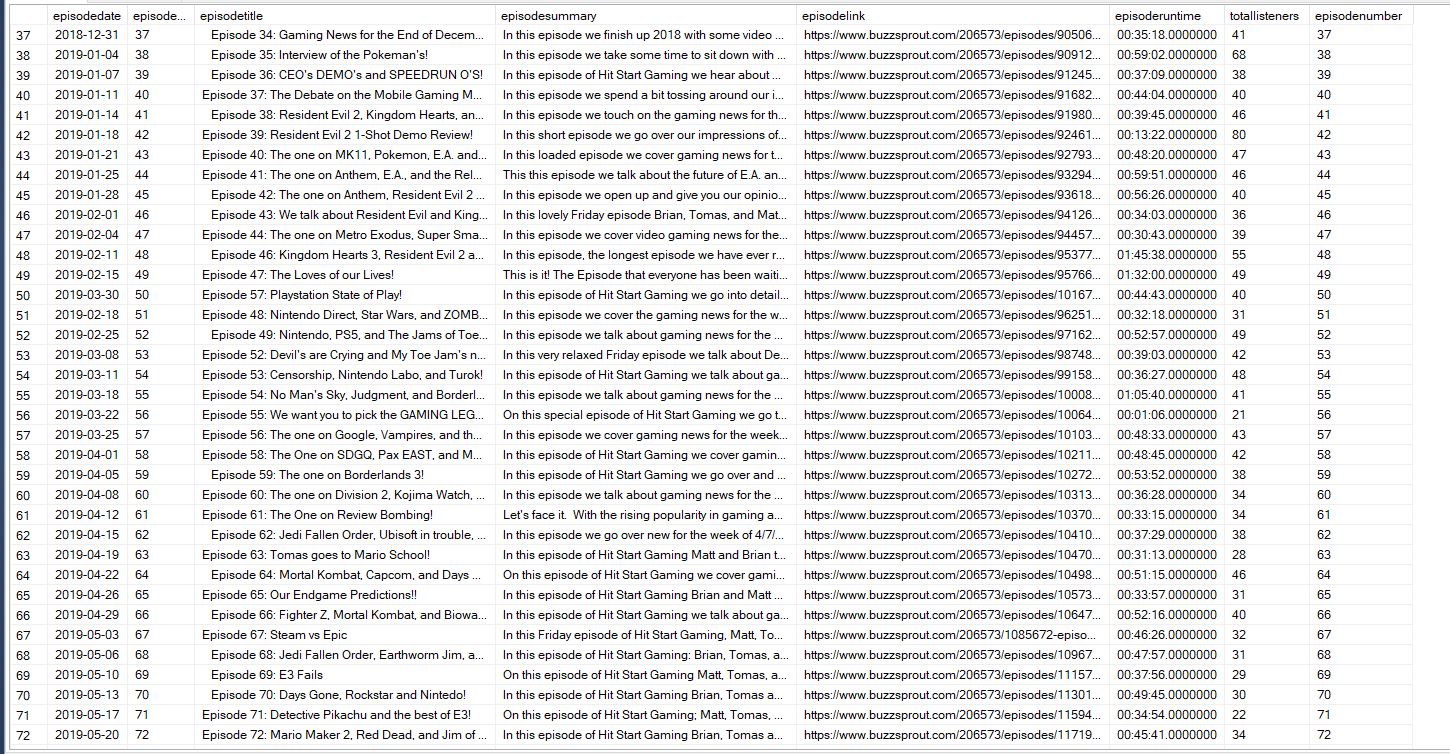 episodedate episode... episodetitle episodesummary episodelink episoderuntime totallisteners episodenumber
37 2018-12-31 37 Episode 34: Gaming News for the End of Decem... In this episode we finish up 2018 with some video ... https://www.buzzsprout.com/206573/episodes/90506... 00:35:18.0000000 41 37
38 2019-01-04 38 Episode 35: Interview of the Pokeman's! In this episode we take some time to sit down with ... https://www.buzzsprout.com/206573/episodes/90912... 00:59:02.0000000 68 38
39 2019-01-07 39 Episode 36: CEO's DEMO's and SPEEDRUN O'S! In this episode of Hit Start Gaming we hear about ... https://www.buzzsprout.com/206573/episodes/91245... 00:37:09.0000000 38 39
40 2019-01-11 40 Episode 37: The Debate on the Mobile Gaming M... In this episode we spend a bit tossing around our i... https://www.buzzsprout.com/206573/episodes/91682... 00:44:04.0000000 40 40
41 2019-01-14 41 Episode 38: Resident Evil 2, Kingdom Hearts, an... In this episode we touch on the gaming news for th... https://www.buzzsprout.com/206573/episodes/91980... 00:39:45.0000000 46 41
42 2019-01-18 42 Episode 39: Resident Evil 2 1-Shot Demo Review! In this short episode we go over our impressions of... https://www.buzzsprout.com/206573/episodes/92461... 00:13:22.0000000 80 42
43 2019-01-21 43 Episode 40: The one on MK11, Pokemon, E.A. and... In this loaded episode we cover gaming news for t... https://www.buzzsprout.com/206573/episodes/92793... 00:48:20.0000000 47 43
44 2019-01-25 44 Episode 41: The one on Anthem, E.A., and the Rel... This this episode we talk about the future of E.A. an... https://www.buzzsprout.com/206573/episodes/93294... 00:59:51.0000000 46 44
45 2019-01-28 45 Episode 42: The one on Anthem, Resident Evil 2 ... In this episode we open up and give you our opinio... https://www.buzzsprout.com/206573/episodes/93618... 00:56:26.0000000 40 45
46 2019-02-01 46 Episode 43: We talk about Resident Evil and King... In this lovely Friday episode Brian, Tomas, and Mat... https://www.buzzsprout.com/206573/episodes/94126... 00:34:03.0000000 36 46
47 2019-02-04 47 Episode 44: The one on Metro Exodus, Super Sma... In this episode we cover video gaming news for the... https://www.buzzsprout.com/206573/episodes/94457... 00:30:43.0000000 39 47
48 2019-02-11 48 Episode 46: Kingdom Hearts 3, Resident Evil 2 a... In this episode, the longest episode we have ever r... https://www.buzzsprout.com/206573/episodes/95377... 01:45:38.0000000 55 48
49 2019-02-15 49 Episode 47: The Loves of our Lives! This is it! The Episode that everyone has been waiti... https://www.buzzsprout.com/206573/episodes/95766... 01:32:00.0000000 49 49
50 2019-03-30 50 Episode 57: Playstation State of Play! In this episode of Hit Start Gaming we go into detail... https://www.buzzsprout.com/206573/episodes/10167... 00:44:43.0000000 40 50
51 2019-02-18 51 Episode 48: Nintendo Direct, Star Wars, and ZOMB... In this episode we cover the gaming news for the w... https://www.buzzsprout.com/206573/episodes/96251... 00:32:18.0000000 31 51
52 2019-02-25 52 Episode 49: Nintendo, PS5, and The Jams of Toe... In this episode we talk about gaming news for the ... https://www.buzzsprout.com/206573/episodes/97162... 00:52:57.0000000 49 52
53 2019-03-08 53 Episode 52: Devil's are Crying and My Toe Jam's n... In this very relaxed Friday episode we talk about De... https://www.buzzsprout.com/206573/episodes/98748... 00:39:03.0000000 42 53
54 2019-03-11 54 Episode 53: Censorship, Nintendo Labo, and Turok! In this episode of Hit Start Gaming we talk about ga... https://www.buzzsprout.com/206573/episodes/99158... 00:36:27.0000000 48 54
55 2019-03-18 55 Episode 54: No Man's Sky, Judgment, and Borderl... In this episode we talk about gaming news for the ... https://www.buzzsprout.com/206573/episodes/10008... 01:05:40.0000000 41 55
56 2019-03-22 56 Episode 55: We want you to pick the GAMING LEG... On this special episode of Hit Start Gaming we go t... https://www.buzzsprout.com/206573/episodes/10064... 00:01:06.0000000 21 56
57 2019-03-25 57 Episode 56: The one on Google, Vampires, and th... In this episode we cover gaming news for the week... https://www.buzzsprout.com/206573/episodes/10103... 00:48:33.0000000 43 57
58 2019-04-01 58 Episode 58: The One on SDGQ, Pax EAST, and M... In this episode of Hit Start Gaming we cover gamin... https://www.buzzsprout.com/206573/episodes/10211... 00:48:45.0000000 42 58
59 2019-04-05 59 Episode 59: The one on Borderlands 3! In this episode of Hit Start Gaming we go over and ... https://www.buzzsprout.com/206573/episodes/10272... 00:53:52.0000000 38 59
60 2019-04-08 60 Episode 60: The one on Division 2, Kojima Watch, ... In this episode we talk about gaming news for the ... https://www.buzzsprout.com/206573/episodes/10313... 00:36:28.0000000 34 60
61 2019-04-12 61 Episode 61: The One on Review Bombing! Let's face it. With the rising popularity in gaming a... https://www.buzzsprout.com/206573/episodes/10370... 00:33:15.0000000 34 61
62 2019-04-15 62 Episode 62: Jedi Fallen Order, Ubisoft in trouble, ... In this episode we go over new for the week of 4/7/... https://www.buzzsprout.com/206573/episodes/10410... 00:37:29.0000000 38 62
63 2019-04-19 63 Episode 63: Tomas goes to Mario School! In this episode of Hit Start Gaming Matt and Brian t... https://www.buzzsprout.com/206573/episodes/10470... 00:31:13.0000000 28 63
64 2019-04-22 64 Episode 64: Mortal Kombat, Capcom, and Days ... On this episode of Hit Start Gaming we cover gami... https://www.buzzsprout.com/206573/episodes/10498... 00:51:15.0000000 46 64
65 2019-04-26 65 Episode 65: Our Endgame Predictions!! In this episode of Hit Start Gaming Brian and Matt ... https://www.buzzsprout.com/206573/episodes/10573... 00:33:57.0000000 31 65
66 2019-04-29 66 Episode 66: Fighter Z, Mortal Kombat, and Biowa... In this episode of Hit Start Gaming we talk about ga... https://www.buzzsprout.com/206573/episodes/10647... 00:52:16.0000000 40 66
67 2019-05-03 67 Episode 67: Steam vs Epic In this Friday episode of Hit Start Gaming, Matt, To... https://www.buzzsprout.com/206573/1085672-episo... 00:46:26.0000000 32 67
68 2019-05-06 68 Episode 68: Jedi Fallen Order, Earthworm Jim, a... In this episode of Hit Start Gaming: Brian, Tomas, a... https://www.buzzsprout.com/206573/episodes/10967... 00:47:57.0000000 31 68
69 2019-05-10 69 Episode 69: E3 Fails On this episode of Hit Start Gaming Matt, Tomas, ... https://www.buzzsprout.com/206573/episodes/11157... 00:37:56.0000000 29 69
70 2019-05-13 70 Episode 70: Days Gone, Rockstar and Nintedo! In this episode of Hit Start Gaming Brian, Tomas a... https://www.buzzsprout.com/206573/episodes/11301... 00:49:45.0000000 30 70
71 2019-05-17 71 Episode 71: Detective Pikachu and the best of E3! On this episode of Hit Start Gaming; Matt, Tomas, ... https://www.buzzsprout.com/206573/episodes/11594... 00:34:54.0000000 22 71
72 2019-05-20 72 Episode 72: Mario Maker 2, Red Dead, and Jim of ... In this episode of Hit Start Gaming Brian, Tomas a... https://www.buzzsprout.com/206573/episodes/11719... 00:45:41.0000000 34 72